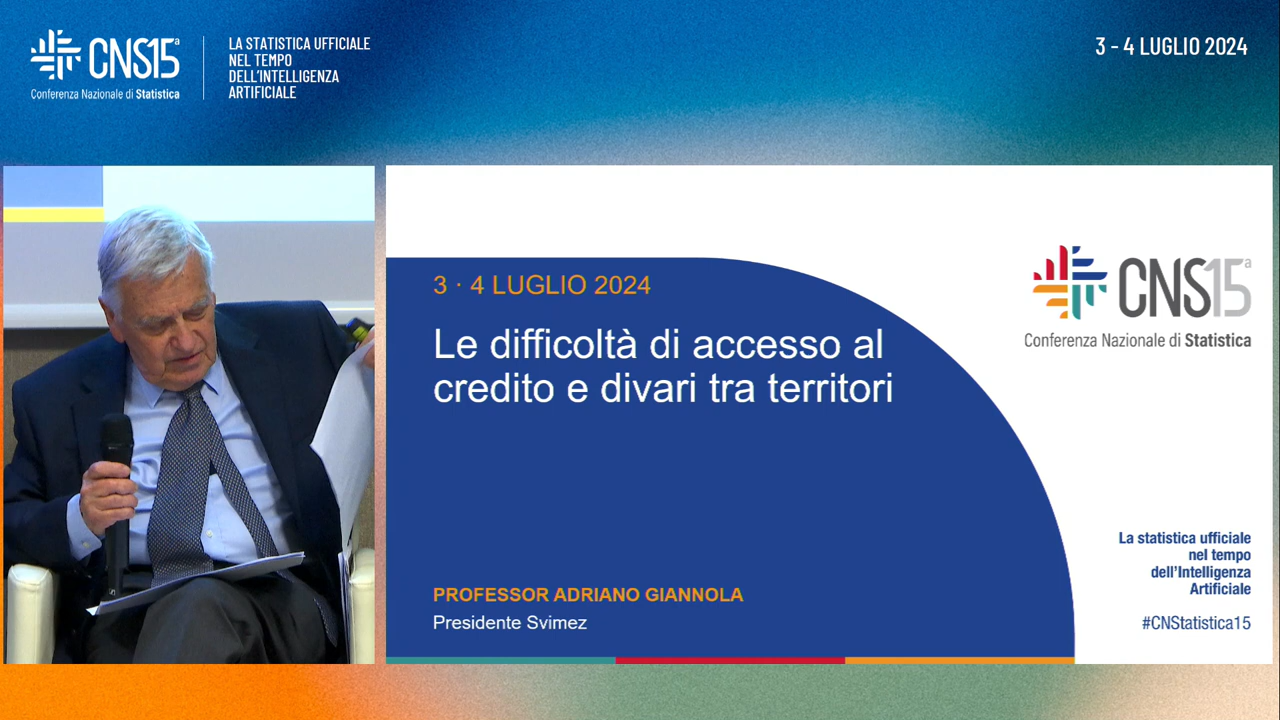 CNS15ª
Conferenza Nazionale di Statistica
LA STATISTICA UFFICIALE
NEL TEMPO
DELL'INTELLIGENZA
ARTIFICIALE
3 - 4 LUGLIO 2024
3 · 4 LUGLIO 2024
Le difficoltà di accesso al
credito e divari tra territori
PROFESSOR ADRIANO GIANNOLA
Presidente Svimez
CNS15ª
Conferenza Nazionale di Statistica
La statistica ufficiale
nel tempo
dell'Intelligenza
Artificiale
#CNStatistica15